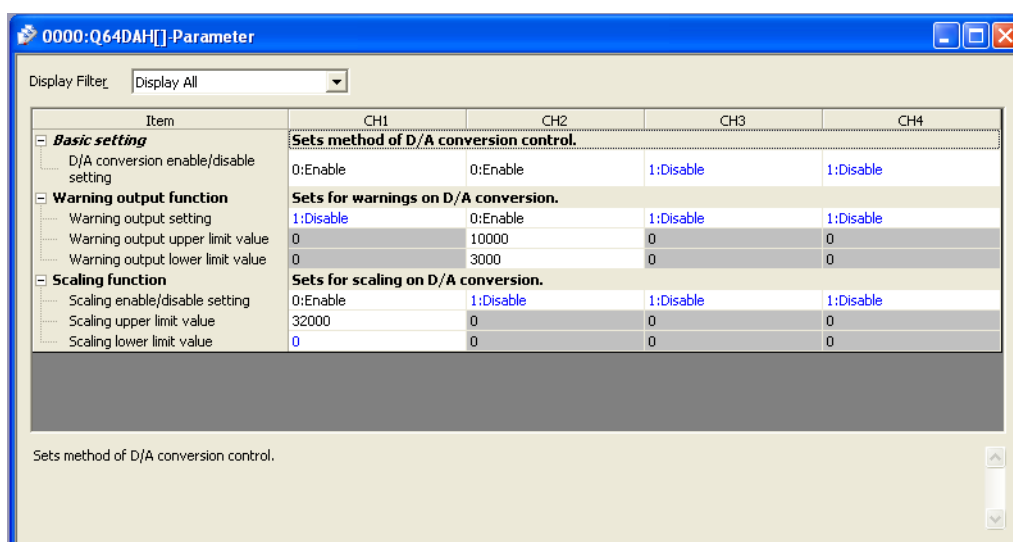 0000:Q64DAH[]-Parameter
Display Filter Display All
Item CH1 CH2 CH3 CH4
Basic setting Sets method of D/A conversion control.
D/A conversion enable/disable
setting 0:Enable 0:Enable 1:Disable 1:Disable
Warning output function Sets for warnings on D/A conversion.
Warning output setting 1:Disable 0:Enable 1:Disable 1:Disable
Warning output upper limit value 0 10000 0 0
Warning output lower limit value 0 3000 0 0
Scaling function Sets for scaling on D/A conversion.
Scaling enable/disable setting 0:Enable 1:Disable 1:Disable 1:Disable
Scaling upper limit value 32000 0 0 0
Scaling lower limit value 0 0 0 0
Sets method of D/A conversion control.